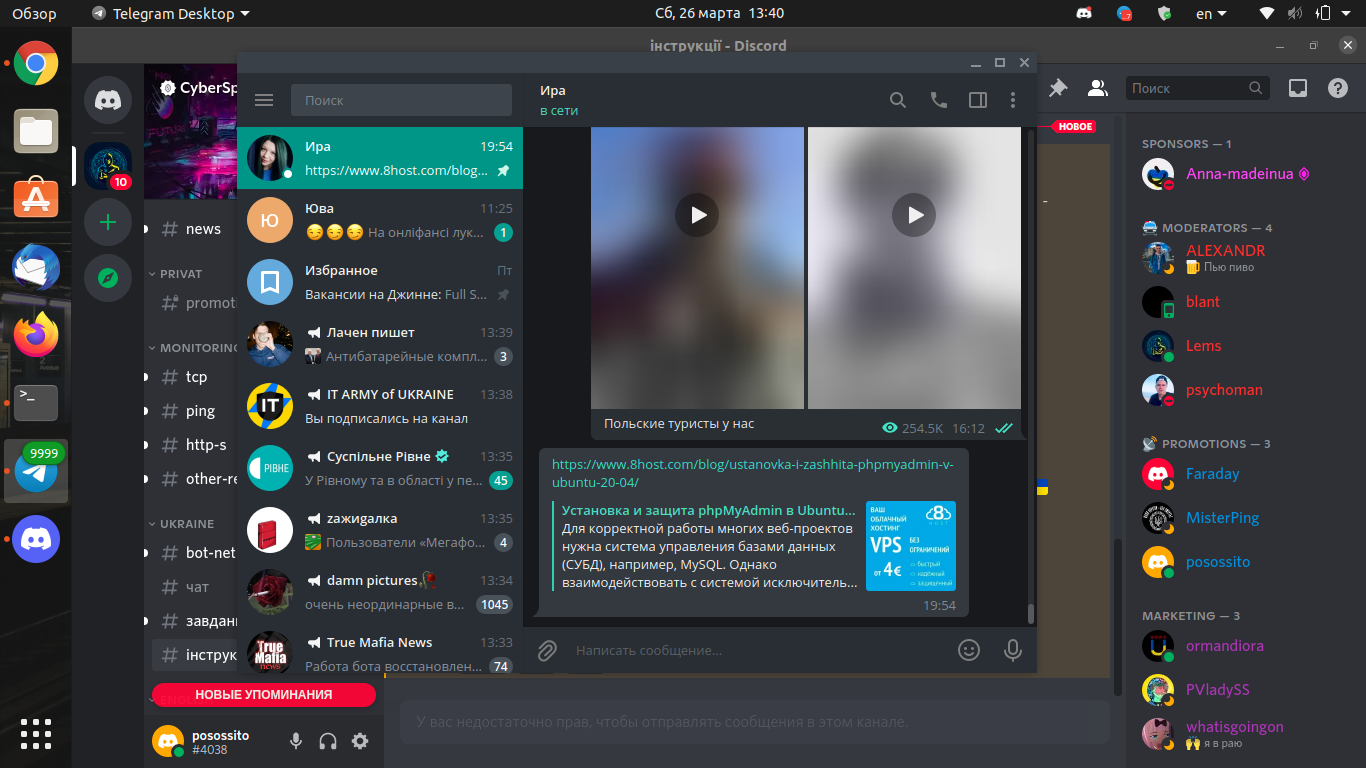 Обзор
Telegram Desktop
Сб, 26 марта 13:40
en
інструкції - Discord
CyberSp
10
news
PRIVAT
promot
MONITORING
tcp
ping
http-s
other-re
UKRAINE
bot-net
чат
завдан
інструк
НОВЫЕ УПОМИНАНИЯ
posossito
#4038
9999
Поиск
Ира
19:54
https://www.8host.com/blog...
Ю
Юва
11:25
На онліфансі лук...
1
Избранное
Пт
Вакансии на Джинне: Full S...
Лачен пишет
13:39
Антибатарейные компл...
3
IT
IT ARMY of UKRAINE
13:38
Вы подписались на канал
РІВНЕ
Суспільне Рівне
13:35
У Рівному та в області у пе...
45
zажиgалка
13:35
Пользователи «Мегафо...
4
damn pictures
13:34
очень неординарные в...
1045
True Mafia news
True Mafia News
13:33
Работа бота восстановлен...
74
Ира
в сети
Польские туристы у нас
254.5K 16:12
https://www.8host.com/blog/ustanovka-i-zashhita-phpmyadmin-v-
ubuntu-20-04/
Установка и защита phpMyAdmin в Ubuntu...
Для корректной работы многих веб-проектов
нужна система управления базами данных
(СУБД), например, MySQL. Однако
взаимодействовать с системой исключитель...
ВАШ
ОБЛАЧНЫЙ
ХОСТИНГ
8
HOST
VPS
БЕЗ
ОГРАНИЧЕНИЙ
ОТ 4€
быстрый
надёжный
защищенный
19:54
Написать сообщение...
У вас недостаточно прав, чтобы отправлять сообщения в этом канале.
Поиск
НОВОЕ
SPONSORS — 1
Anna-madeinua
MODERATORS — 4
ALEXANDR
Пью пиво
blant
Lems
psychoman
PROMOTIONS — 3
Faraday
MisterPing
posossito
MARKETING — 3
ormandiora
PVladySS
whatisgoingon
я в раю